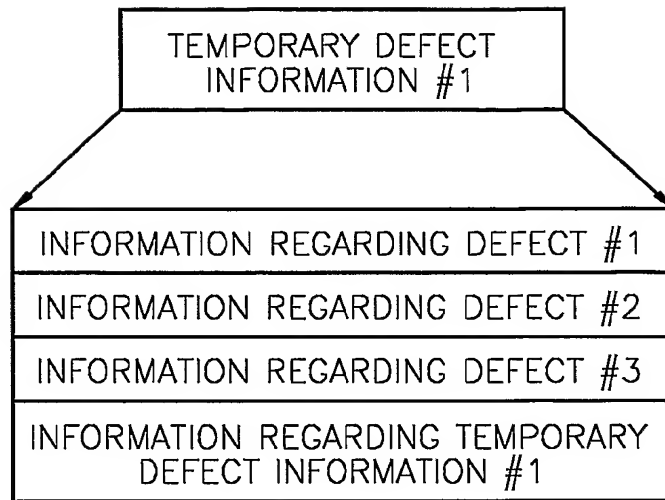 TEMPORARY DEFECT
INFORMATION #1
INFORMATION REGARDING DEFECT #1
INFORMATION REGARDING DEFECT #2
INFORMATION REGARDING DEFECT #3
INFORMATION REGARDING TEMPORARY
DEFECT INFORMATION #1